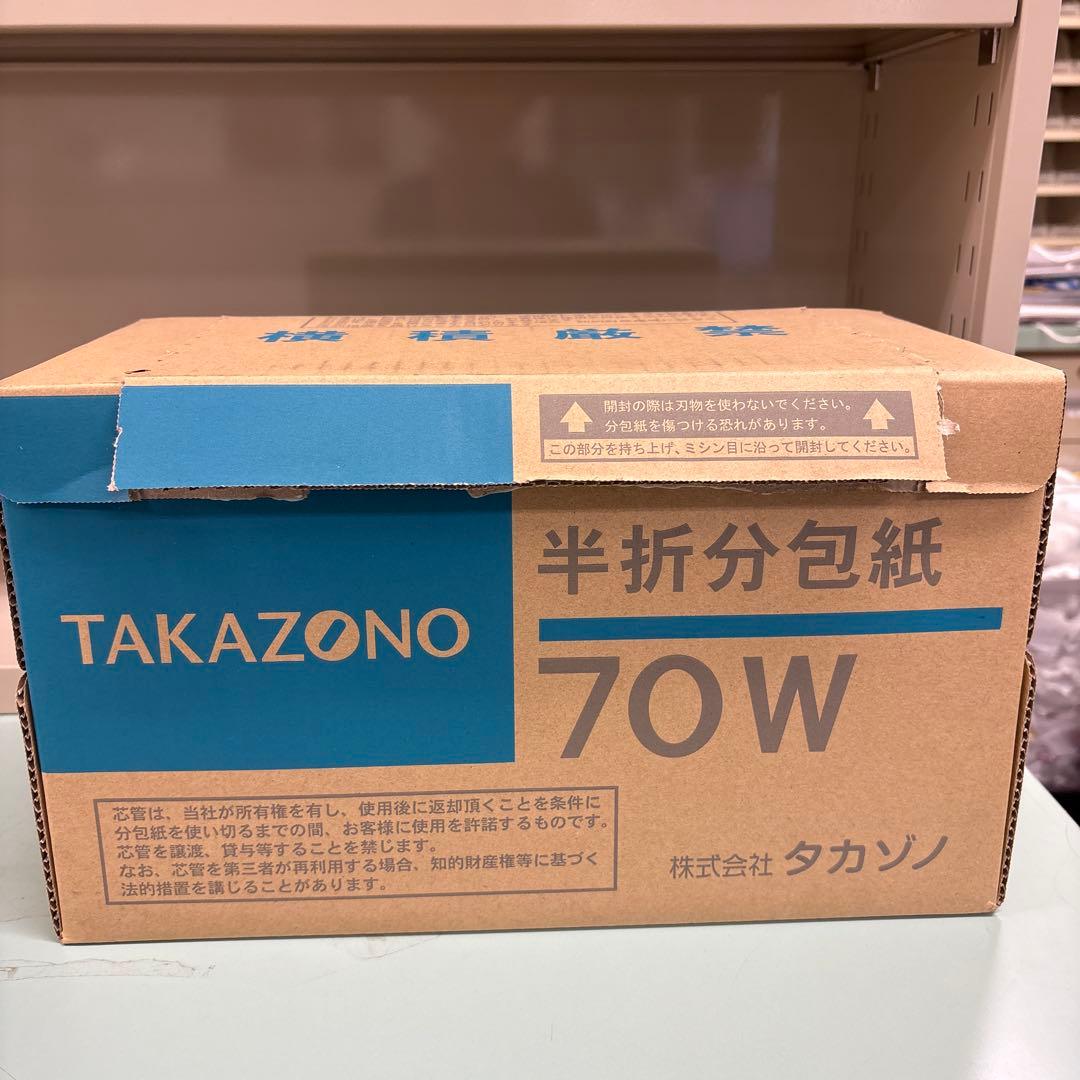 横積厳禁
開封の際は刃物を使わないでください。
分包紙を傷つける恐れがあります。
この部分を持ち上げ、ミシン目に沿って開封してください。
半折分包紙
TAKAZONO
70W
芯管は、当社が所有権を有し、使用後に返却頂くことを条件に
分包紙を使い切るまでの間、お客様に使用を許諾するものです。
芯管を譲渡、貸与等することを禁じます。
なお、芯管を第三者が再利用する場合、知的財産権等に基づく
法的措置を講じることがあります。
株式会社 タカゾノ